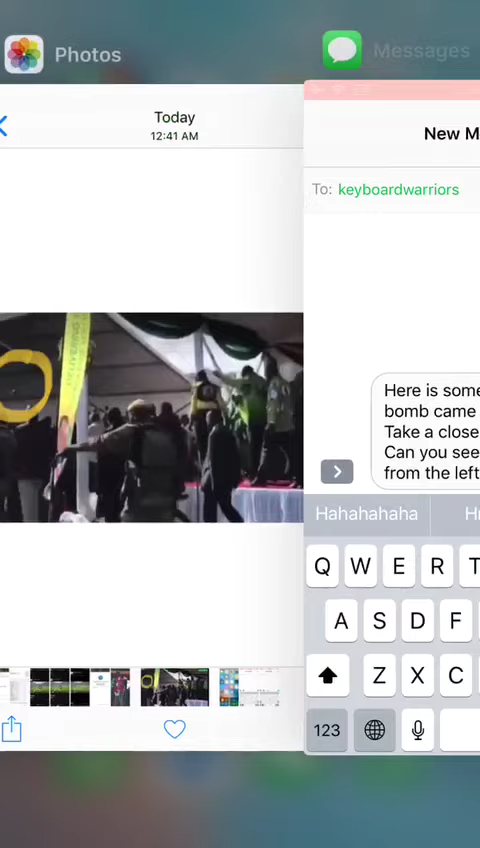 Photos
Messages
Today
12:41 AM
New M
To: keyboardwarriors
Here is some
bomb came
Take a close
Can you see
from the left
Hahahahaha
Q W E R T
A S D F
Z X C
123